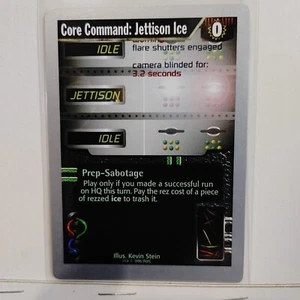 Core Command: Jettison Ice
0
flare shutters engaged
IDLE
camera blinded for:
3.2 seconds
JETTISON
IDLE
Prep-Sabotage
Play only if you made a successful run
on HQ this turn. Pay the rez cost of a piece
of rezzed ice to trash it.
Illus. Kevin Stein